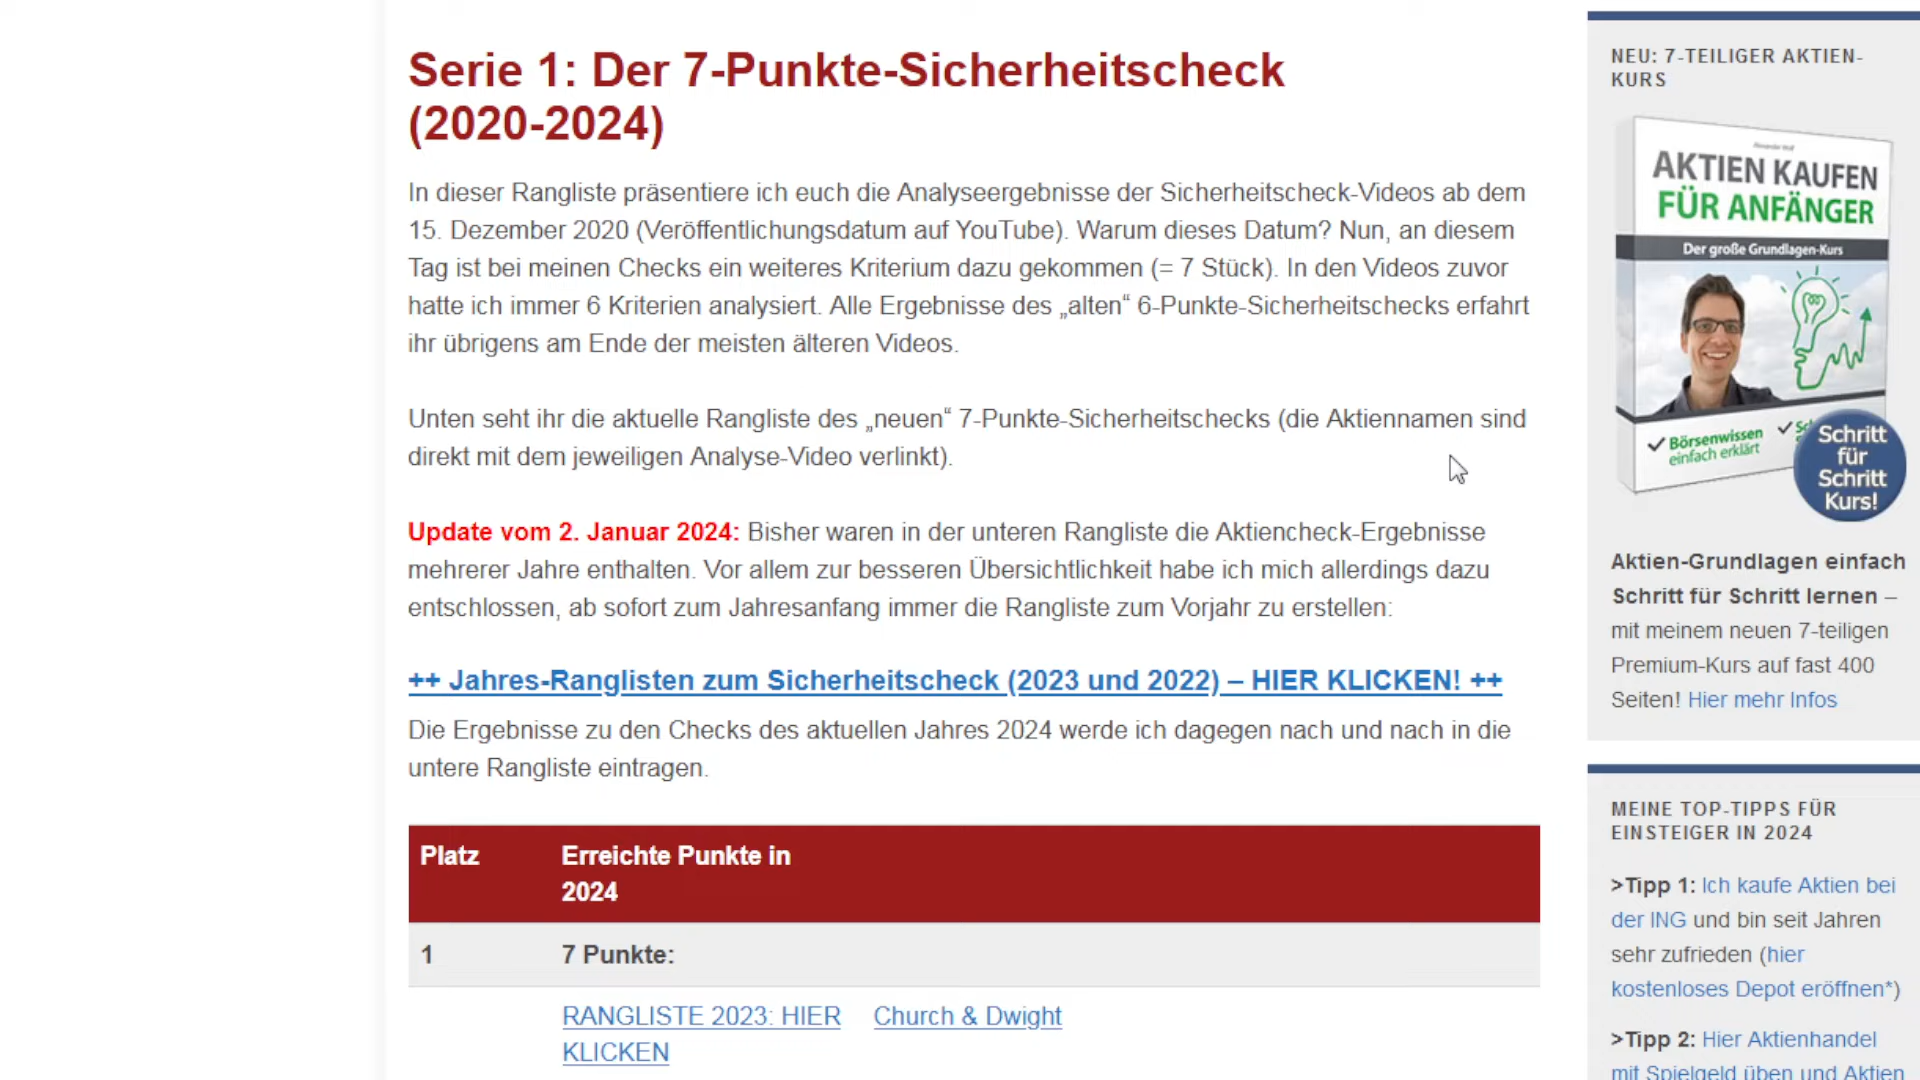 Serie 1: Der 7-Punkte-Sicherheitscheck
(2020-2024)
In dieser Rangliste präsentiere ich euch die Analyseergebnisse der Sicherheitscheck-Videos ab dem
15. Dezember 2020 (Veröffentlichungsdatum auf YouTube). Warum dieses Datum? Nun, an diesem
Tag ist bei meinen Checks ein weiteres Kriterium dazu gekommen (= 7 Stück). In den Videos zuvor
hatte ich immer 6 Kriterien analysiert. Alle Ergebnisse des „alten“ 6-Punkte-Sicherheitschecks erfahrt
ihr übrigens am Ende der meisten älteren Videos.
Unten seht ihr die aktuelle Rangliste des „neuen“ 7-Punkte-Sicherheitschecks (die Aktiennamen sind
direkt mit dem jeweiligen Analyse-Video verlinkt).
Update vom 2. Januar 2024: Bisher waren in der unteren Rangliste die Aktiencheck-Ergebnisse
mehrerer Jahre enthalten. Vor allem zur besseren Übersichtlichkeit habe ich mich allerdings dazu
entschlossen, ab sofort zum Jahresanfang immer die Rangliste zum Vorjahr zu erstellen:
++ Jahres-Ranglisten zum Sicherheitscheck (2023 und 2022) – HIER KLICKEN! ++
Die Ergebnisse zu den Checks des aktuellen Jahres 2024 werde ich dagegen nach und nach in die
untere Rangliste eintragen.
Platz
Erreichte Punkte in
2024
1
7 Punkte:
RANGLISTE 2023: HIER
KLICKEN
Church & Dwight
NEU: 7-TEILIGER AKTIEN-
KURS
AKTIEN KAUFEN
FÜR ANFÄNGER
Der große Grundlagen-Kurs
Börsenwissen
einfach erklärt
Schritt
für
Schritt
Kurs!
Aktien-Grundlagen einfach
Schritt für Schritt lernen –
mit meinem neuen 7-teiligen
Premium-Kurs auf fast 400
Seiten! Hier mehr Infos
MEINE TOP-TIPPS FÜR
EINSTEIGER IN 2024
>Tipp 1: Ich kaufe Aktien bei
der ING und bin seit Jahren
sehr zufrieden (hier
kostenloses Depot eröffnen*)
>Tipp 2: Hier Aktienhandel
mit Spielgeld üben und Aktien